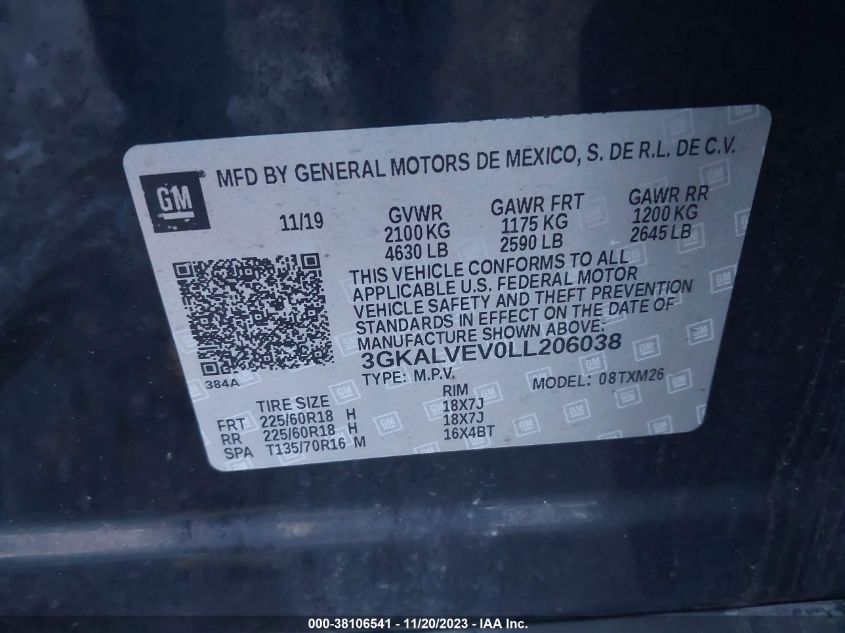 GM
MFD BY GENERAL MOTORS DE MEXICO, S. DE R.L. DE C.V.
11/19 GVWR GAWR FRT GAWR RR
2100 KG 1175 KG 1200 KG
4630 LB 2590 LB 2645 LB
THIS VEHICLE CONFORMS TO ALL
APPLICABLE U.S. FEDERAL MOTOR
VEHICLE SAFETY AND THEFT PREVENTION
STANDARDS IN EFFECT ON THE DATE OF
MANUFACTURE SHOWN ABOVE.
3GKALVEV0LL206038
384A
TYPE: M.P.V. MODEL: 08TXM26
TIRE SIZE RIM
FRT 225/60R18 H 18X7J
RR 225/60R18 H 18X7J
SPA T135/70R16 M 16X4BT
000-38106541 - 11/20/2023 - IAA Inc.